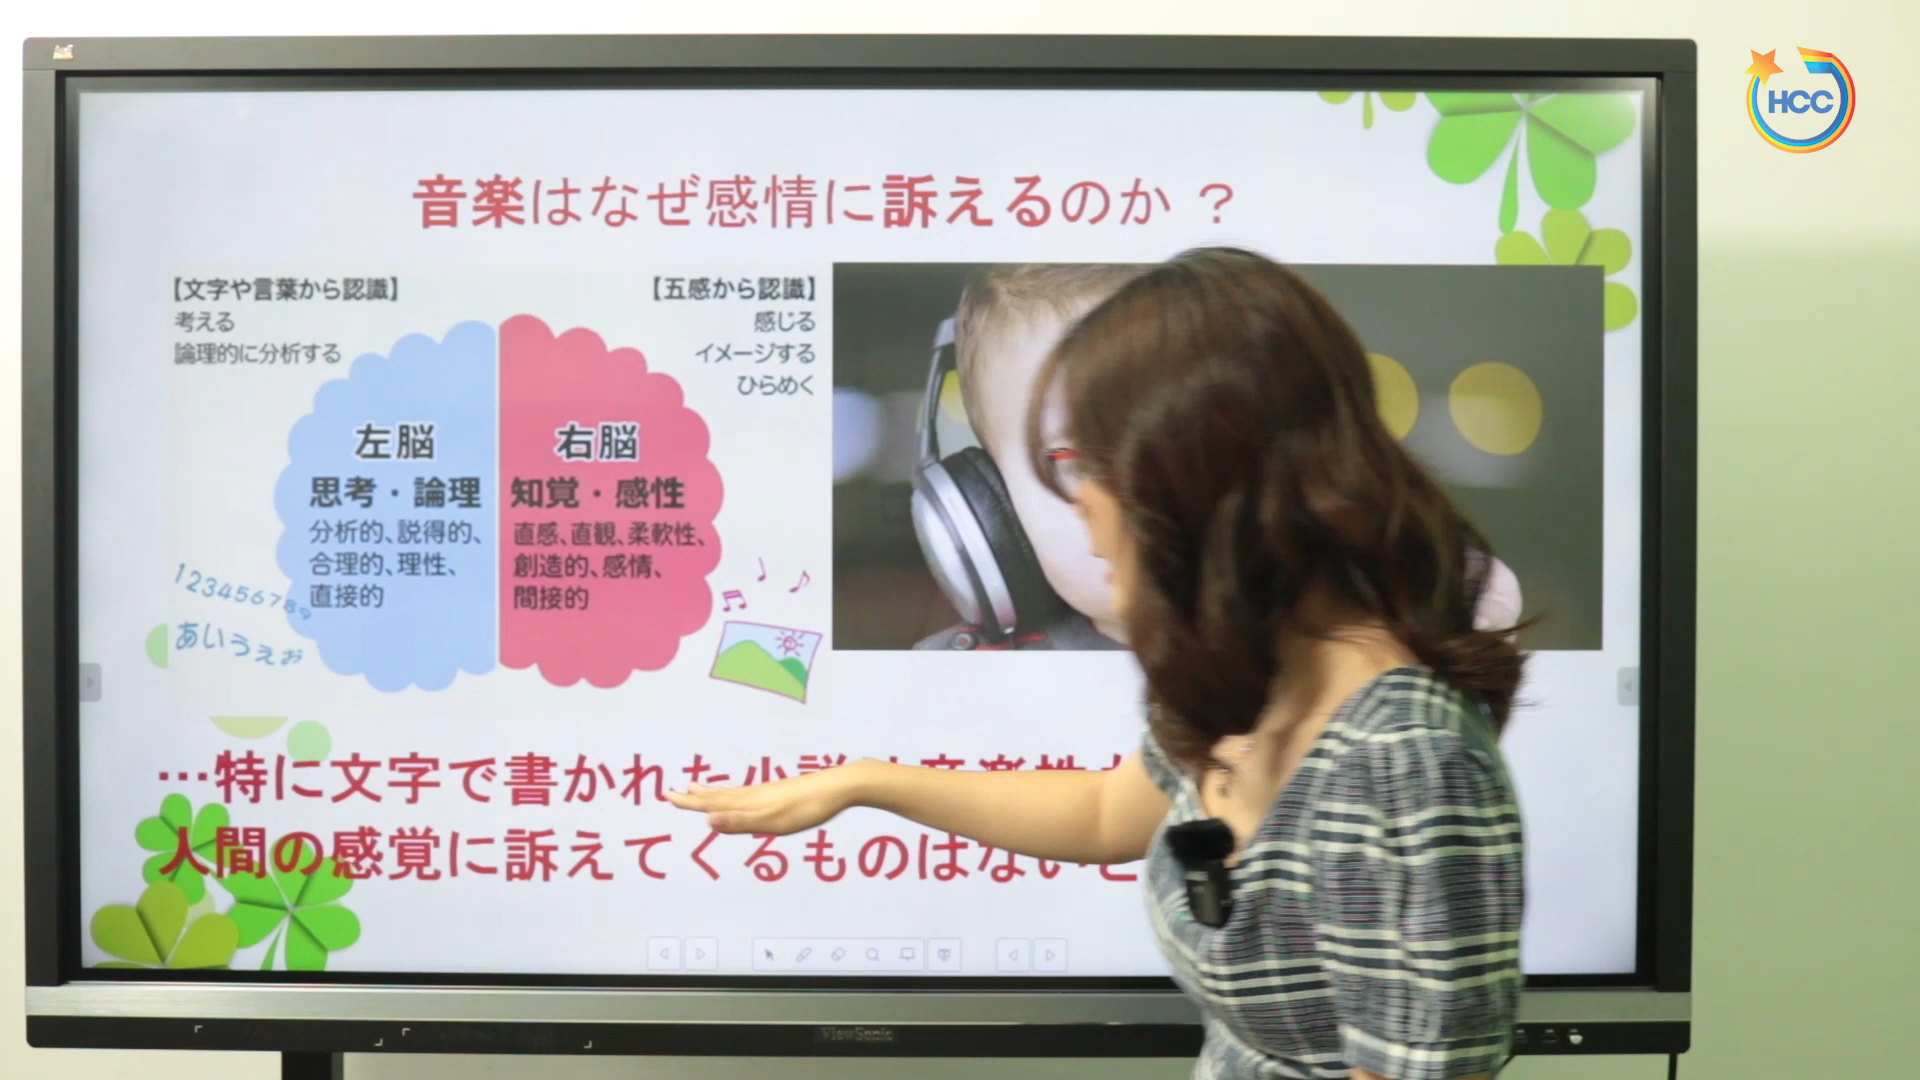 HCC
音楽はなぜ感情に訴えるのか ？
【文字や言葉から認識】
考える
論理的に分析する
【五感から認識】
感じる
イメージする
ひらめく
左脳
思考・論理
分析的、説得的、
合理的、理性、
直接的
右脳
知覚・感性
直感、直観、柔軟性、
創造的、感情、
間接的
123456789
あいうえお
…特に文字で書かれた小説
人間の感覚に訴えてくるものはない
ViewSonic